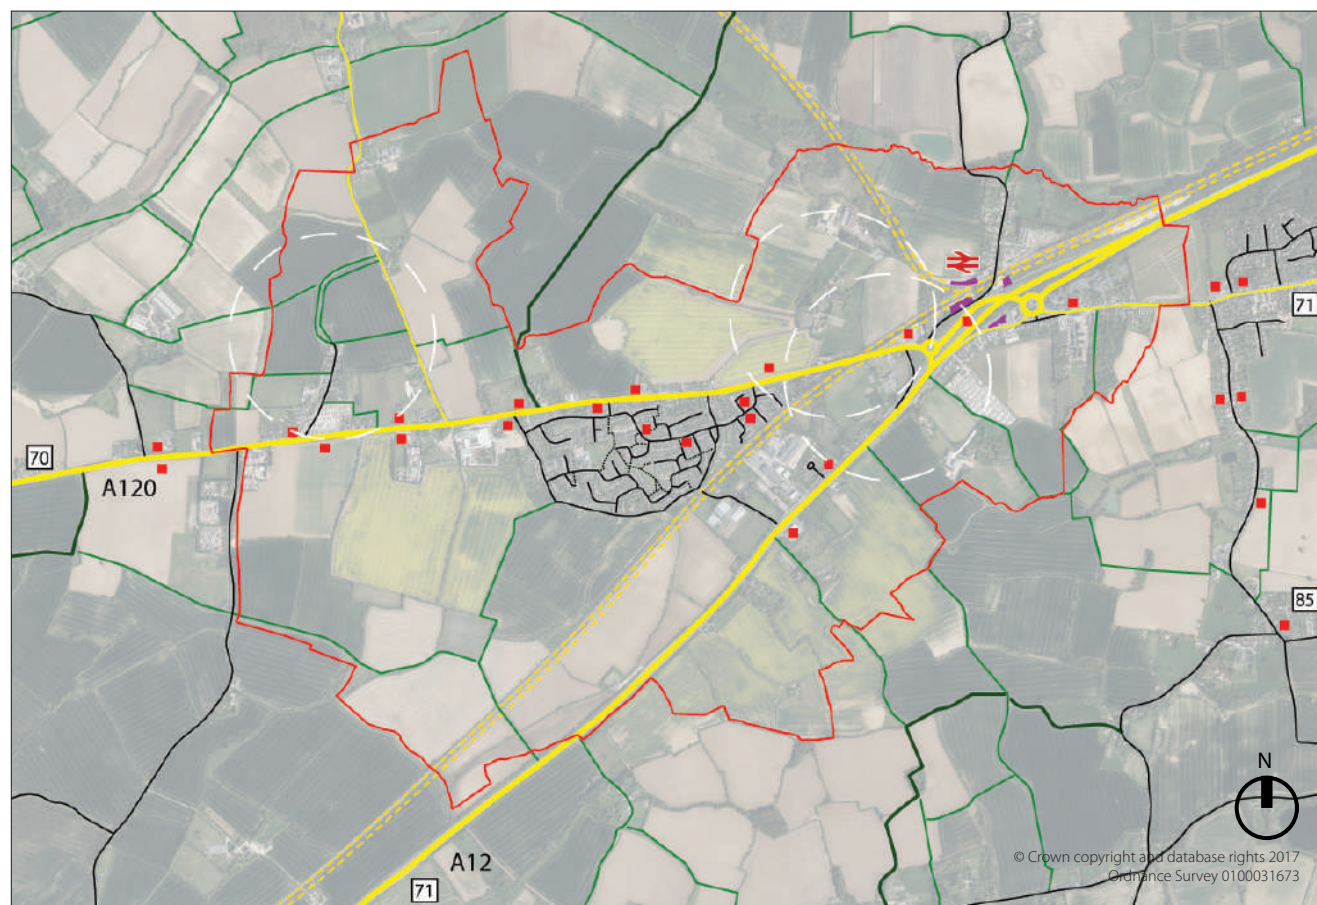 71
70
A120
85
N
A12
71
© Crown copyright and database rights 2017
Ordnance Survey 0100031673